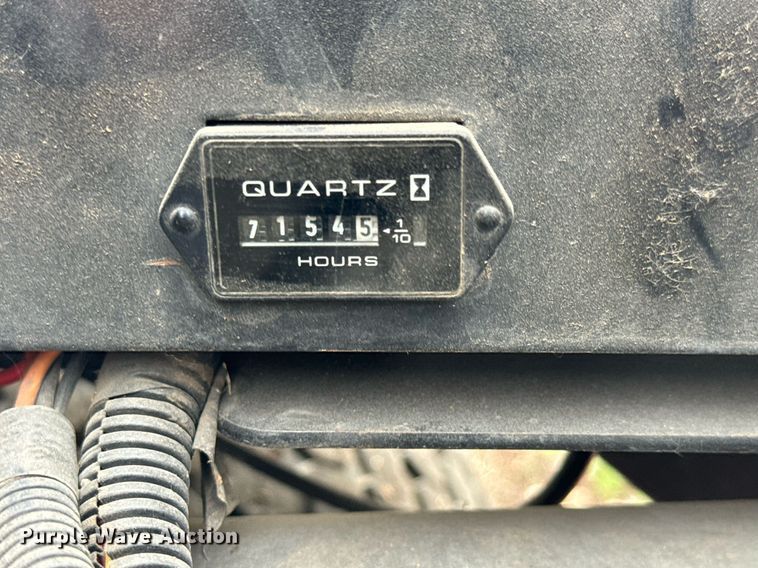 QUARTZ
7 1 5 4 5 1/10
HOURS
Purple Wave Auction